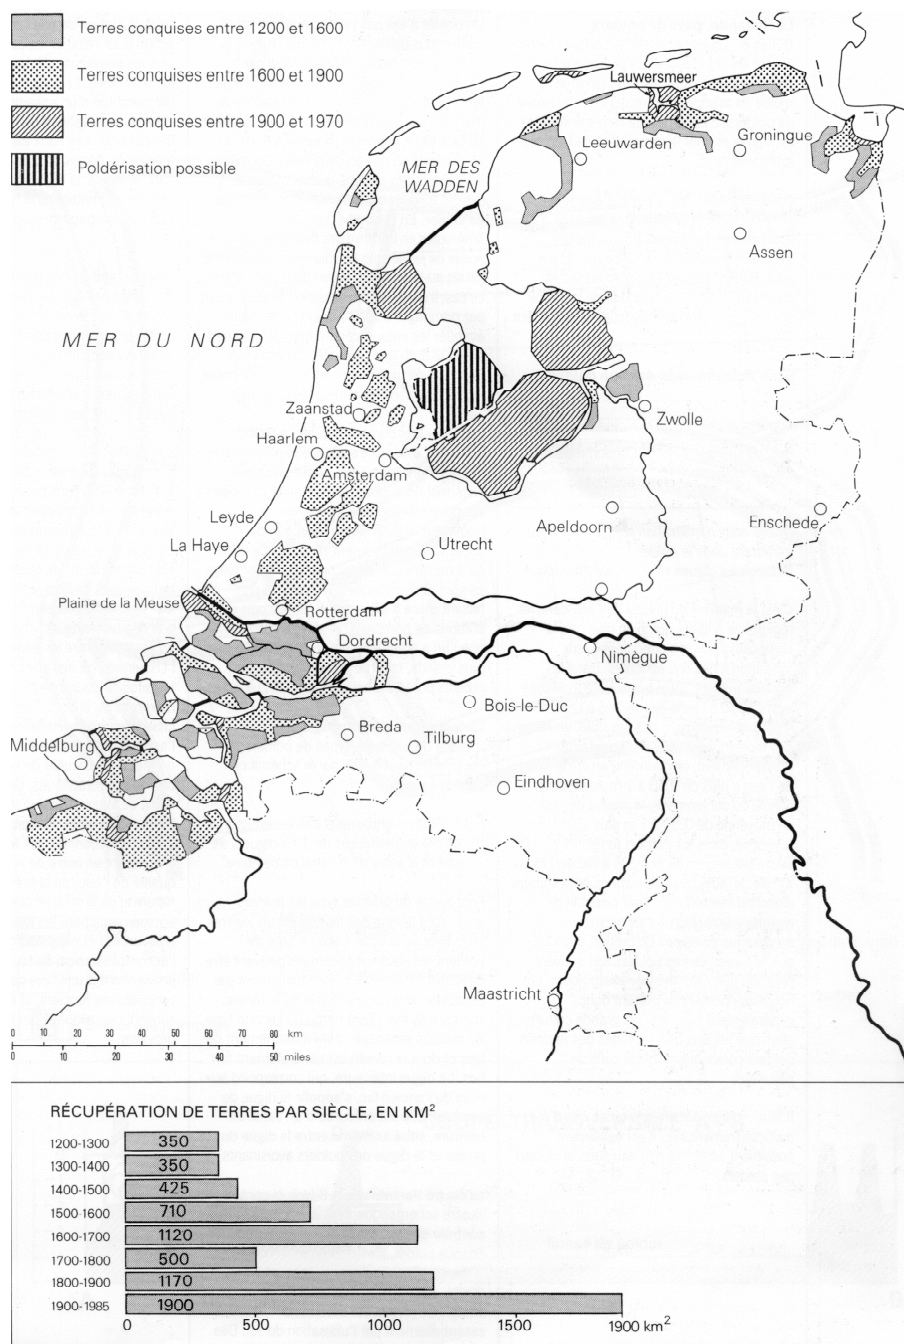 Terres conquises entre 1200 et 1600
Terres conquises entre 1600 et 1900
Terres conquises entre 1900 et 1970
Poldérisation possible
Lauwersmeer
Leeuwarden
Groningue
MER DES
WADDEN
Assen
MER DU NORD
Zaanstad
Zwolle
Haarlem
Amsterdam
Leyde
Apeldoorn
Enschede
La Haye
Utrecht
Plaine de la Meuse
Rotterdam
Dordrecht
Nimègue
Bois-le-Duc
Breda
Middelburg
Tilburg
Eindhoven
Maastricht
0 10 20 30 40 50 60 70 80 km
0 10 20 30 40 50 miles
RÉCUPÉRATION DE TERRES PAR SIÈCLE, EN KM²
1200-1300 350
1300-1400 350
1400-1500 425
1500-1600 710
1600-1700 1120
1700-1800 500
1800-1900 1170
1900-1985 1900
0 500 1000 1500 1900 km²